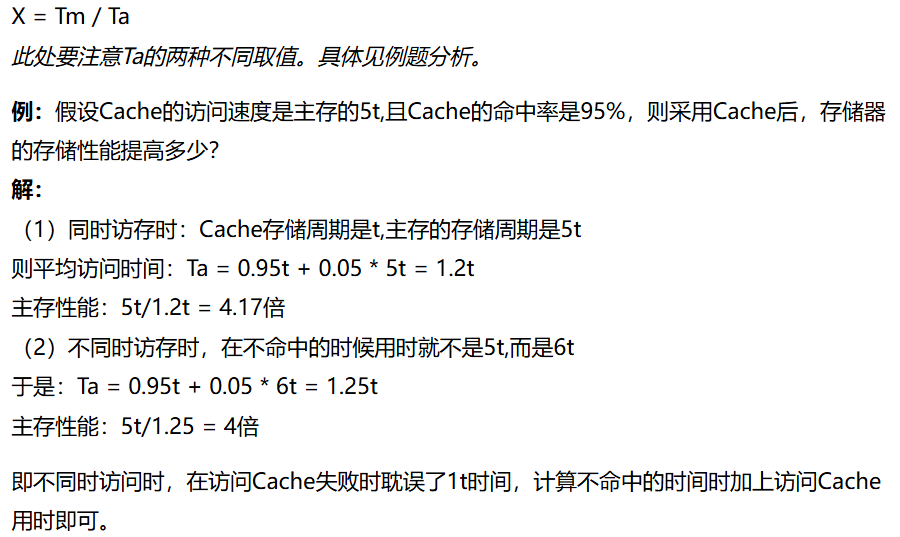 X = Tm / Ta
此处要注意Ta的两种不同取值。具体见例题分析。
例：假设Cache的访问速度是主存的5t,且Cache的命中率是95%，则采用Cache后，存储器
的存储性能提高多少？
解：
（1）同时访存时：Cache存储周期是t,主存的存储周期是5t
则平均访问时间：Ta = 0.95t + 0.05 * 5t = 1.2t
主存性能：5t/1.2t = 4.17倍
（2）不同时访存时，在不命中的时候用时就不是5t,而是6t
于是：Ta = 0.95t + 0.05 * 6t = 1.25t
主存性能：5t/1.25 = 4倍
即不同时访问时，在访问Cache失败时耽误了1t时间，计算不命中的时间时加上访问Cache
用时即可。